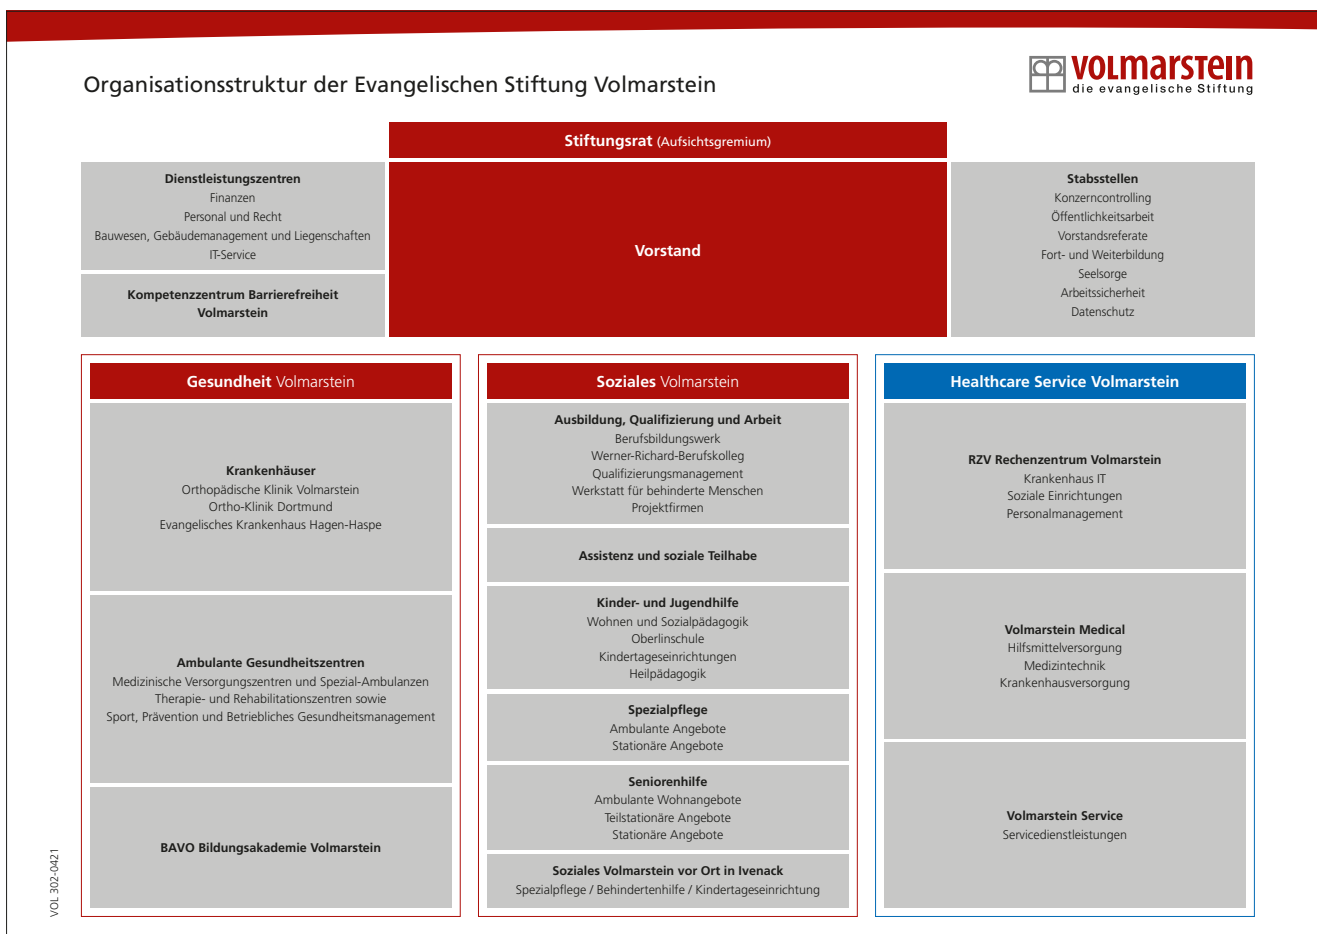 Organisationsstruktur der Evangelischen Stiftung Volmarstein
VOLMARSTEIN
die evangelische Stiftung
Stiftungsrat (Aufsichtsgremium)
Dienstleistungszentren
Finanzen
Personal und Recht
Bauwesen, Gebäudemanagement und Liegenschaften
IT-Service
Kompetenzzentrum Barrierefreiheit
Volmarstein
Vorstand
Stabsstellen
Konzerncontrolling
Öffentlichkeitsarbeit
Vorstandsreferate
Fort- und Weiterbildung
Seelsorge
Arbeitssicherheit
Datenschutz
Gesundheit Volmarstein
Krankenhäuser
Orthopädische Klinik Volmarstein
Ortho-Klinik Dortmund
Evangelisches Krankenhaus Hagen-Haspe
Ambulante Gesundheitszentren
Medizinische Versorgungszentren und Spezial-Ambulanzen
Therapie- und Rehabilitationszentren sowie
Sport, Prävention und Betriebliches Gesundheitsmanagement
BAVO Bildungsakademie Volmarstein
Soziales Volmarstein
Ausbildung, Qualifizierung und Arbeit
Berufsbildungswerk
Werner-Richard-Berufskolleg
Qualifizierungsmanagement
Werkstatt für behinderte Menschen
Projektfirmen
Assistenz und soziale Teilhabe
Kinder- und Jugendhilfe
Wohnen und Sozialpädagogik
Oberlinschule
Kindertageseinrichtungen
Heilpädagogik
Spezialpflege
Ambulante Angebote
Stationäre Angebote
Seniorenhilfe
Ambulante Wohnangebote
Teilstationäre Angebote
Stationäre Angebote
Soziales Volmarstein vor Ort in Ivenack
Spezialpflege / Behindertenhilfe / Kindertageseinrichtung
Healthcare Service Volmarstein
RZV Rechenzentrum Volmarstein
Krankenhaus IT
Soziale Einrichtungen
Personalmanagement
Volmarstein Medical
Hilfsmittelversorgung
Medizintechnik
Krankenhausversorgung
Volmarstein Service
Servicedienstleistungen
VOL 302-0421